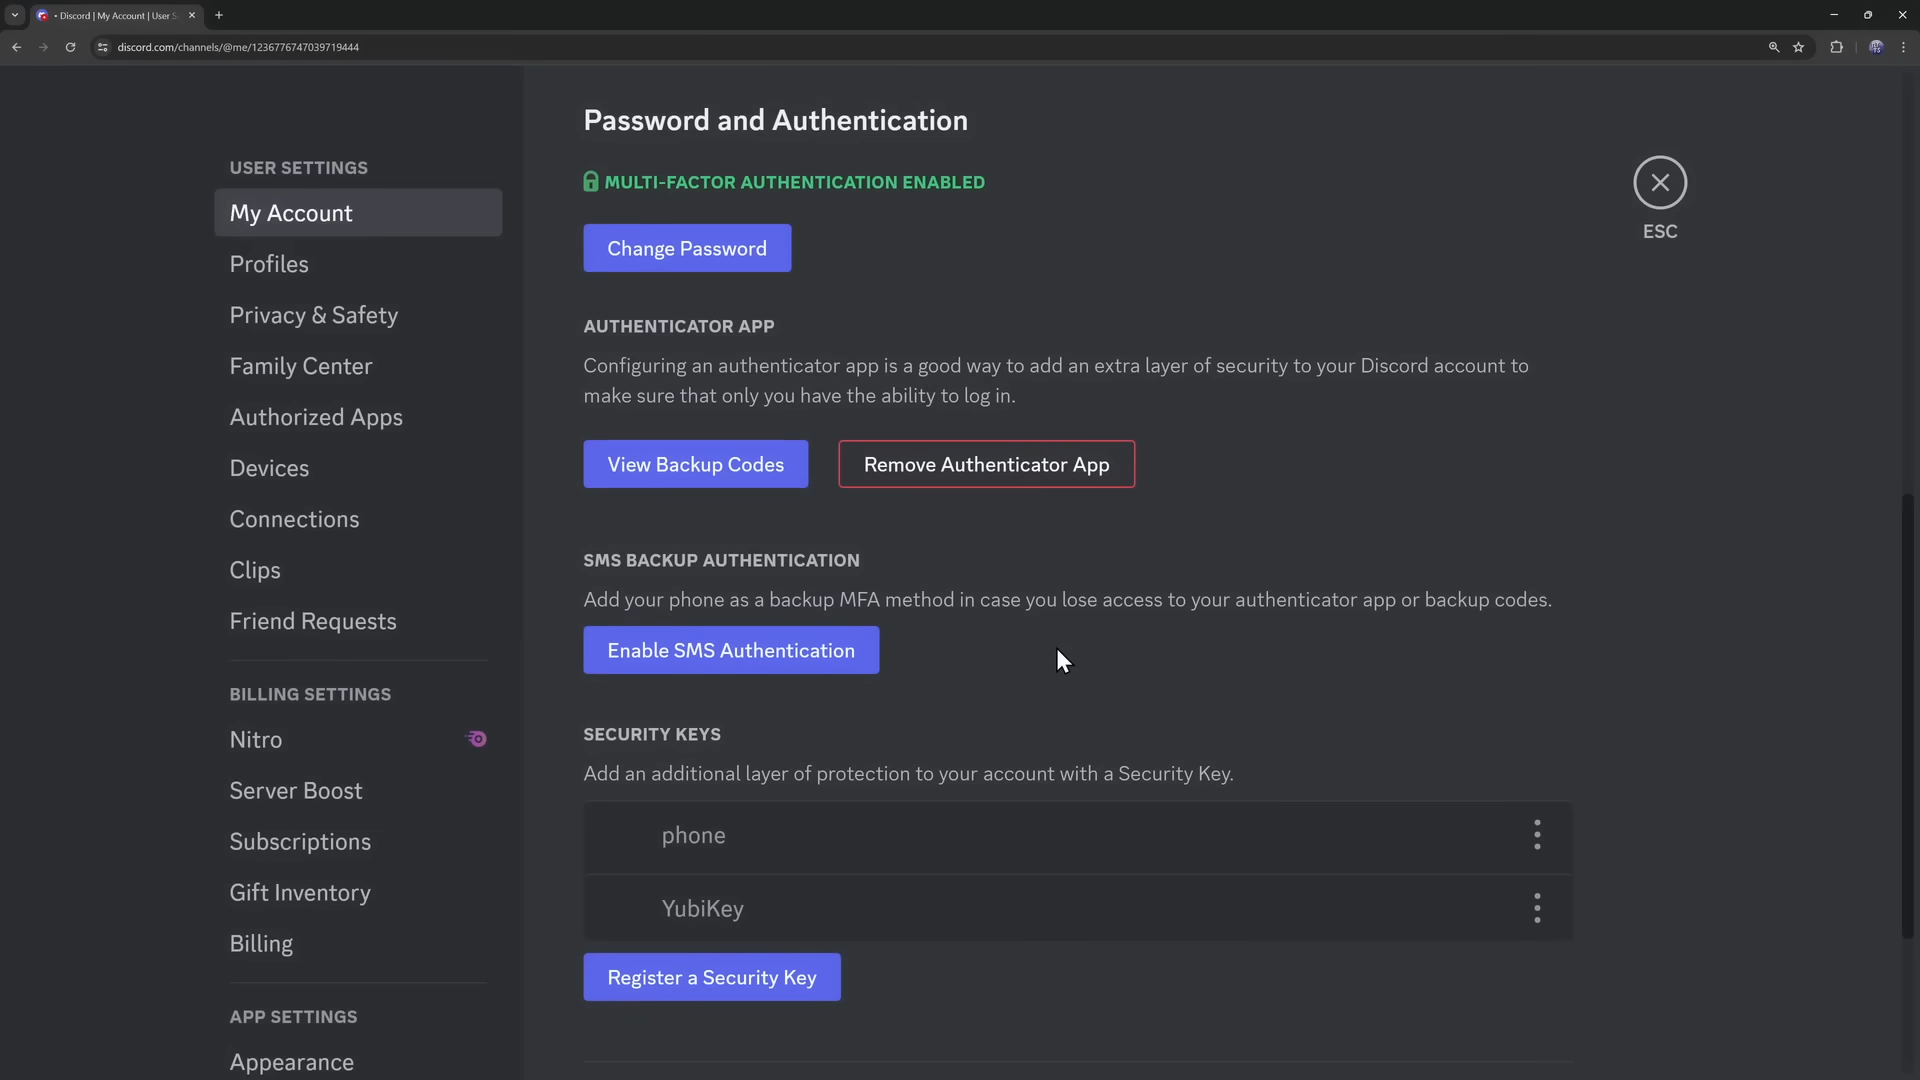 • Discord | My Account | User S
discord.com/channels/@me/1236776747039719444
USER SETTINGS
My Account
Profiles
Privacy & Safety
Family Center
Authorized Apps
Devices
Connections
Clips
Friend Requests
BILLING SETTINGS
Nitro
Server Boost
Subscriptions
Gift Inventory
Billing
APP SETTINGS
Appearance
Password and Authentication
MULTI-FACTOR AUTHENTICATION ENABLED
Change Password
AUTHENTICATOR APP
Configuring an authenticator app is a good way to add an extra layer of security to your Discord account to
make sure that only you have the ability to log in.
View Backup Codes
Remove Authenticator App
SMS BACKUP AUTHENTICATION
Add your phone as a backup MFA method in case you lose access to your authenticator app or backup codes.
Enable SMS Authentication
SECURITY KEYS
Add an additional layer of protection to your account with a Security Key.
phone
YubiKey
Register a Security Key
ESC